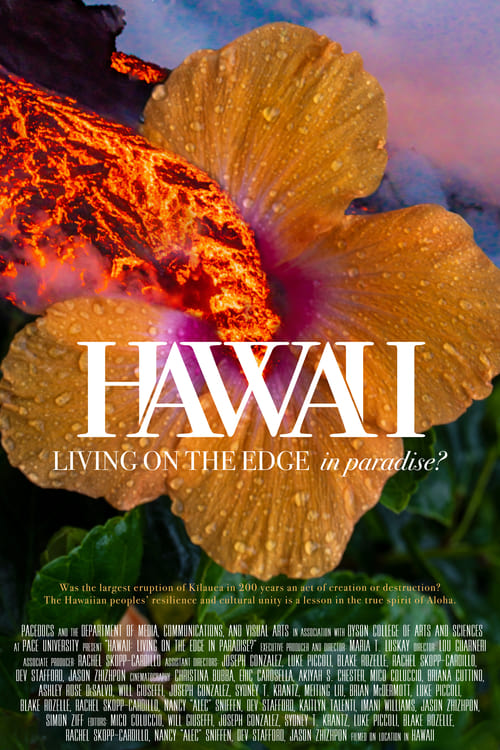 HAWAII
LIVING ON THE EDGE in paradise?
Was the largest eruption of Kilauea in 200 years an act of creation or destruction?
The Hawaiian peoples' resilience and cultural unity is a lesson in the true spirit of Aloha.
PACEDOCS AND THE DEPARTMENT OF MEDIA, COMMUNICATIONS, AND VISUAL ARTS IN ASSOCIATION WITH DYSON COLLEGE OF ARTS AND SCIENCES
AT PACE UNIVERSITY PRESENT "HAWAII: LIVING ON THE EDGE IN PARADISE?" EXECUTIVE PRODUCER AND DIRECTOR MARIA T. LUSKAY DIRECTOR LOU GUARNERI
ASSOCIATE PRODUCER RACHEL SKOPP-CARDILLO ASSISTANT DIRECTORS JOSEPH GONZALEZ, LUKE PICCOLI, BLAKE ROZELLE, RACHEL SKOPP-CARDILLO,
DEV STAFFORD, JASON ZHIZHPON CINEMATOGRAPHY CHRISTINA BUBBA, ERIC CAROSELLA, AKIYAH S. CHESTER, MICO COLUCCIO, BRIANA CUTINO,
ASHLEY ROSE DISALVO, WILL GIUSEFFI, JOSEPH GONZALEZ, SYDNEY T. KRANTZ, MEITING LIU, BRIAN MCDERMOTT, LUKE PICCOLI,
BLAKE ROZELLE, RACHEL SKOPP-CARDILLO, NANCY "ALEC" SNIFFEN, DEV STAFFORD, KAITLYN TALENTI, IMANI WILLIAMS, JASON ZHIZHPON,
SIMON ZIFF EDITORS: MICO COLUCCIO, WILL GIUSEFFI, JOSEPH GONZALEZ, SYDNEY T. KRANTZ, LUKE PICCOLI, BLAKE ROZELLE,
RACHEL SKOPP-CARDILLO, NANCY "ALEC" SNIFFEN, DEV STAFFORD, JASON ZHIZHPON FILMED ON LOCATION IN HAWAII